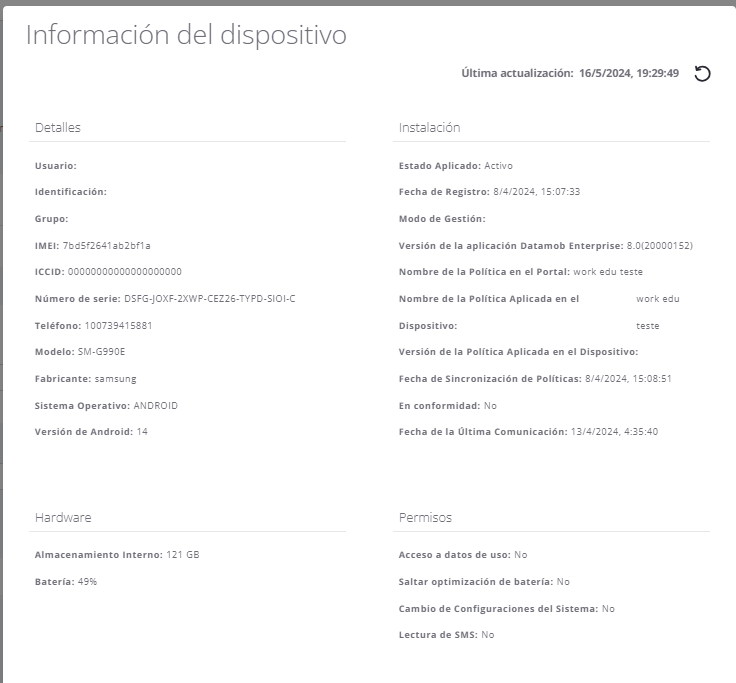 Información del dispositivo
Última actualización: 16/5/2024, 19:29:49
Detalles
Usuario:
Identificación:
Grupo:
IMEI: 7bd5f2641ab2bf1a
ICCID: 00000000000000000000
Número de serie: DSFG-JOXF-2XWP-CEZ26-TYPD-SIOI-C
Teléfono: 100739415881
Modelo: SM-G990E
Fabricante: samsung
Sistema Operativo: ANDROID
Versión de Android: 14
Instalación
Estado Aplicado: Activo
Fecha de Registro: 8/4/2024, 15:07:33
Modo de Gestión:
Versión de la aplicación Datamob Enterprise: 8.0(20000152)
Nombre de la Política en el Portal: work edu teste
Nombre de la Política Aplicada en el work edu
Dispositivo: teste
Versión de la Política Aplicada en el Dispositivo:
Fecha de Sincronización de Políticas: 8/4/2024, 15:08:51
En conformidad: No
Fecha de la Última Comunicación: 13/4/2024, 4:35:40
Hardware
Almacenamiento Interno: 121 GB
Batería: 49%
Permisos
Acceso a datos de uso: No
Saltar optimización de batería: No
Cambio de Configuraciones del Sistema: No
Lectura de SMS: No